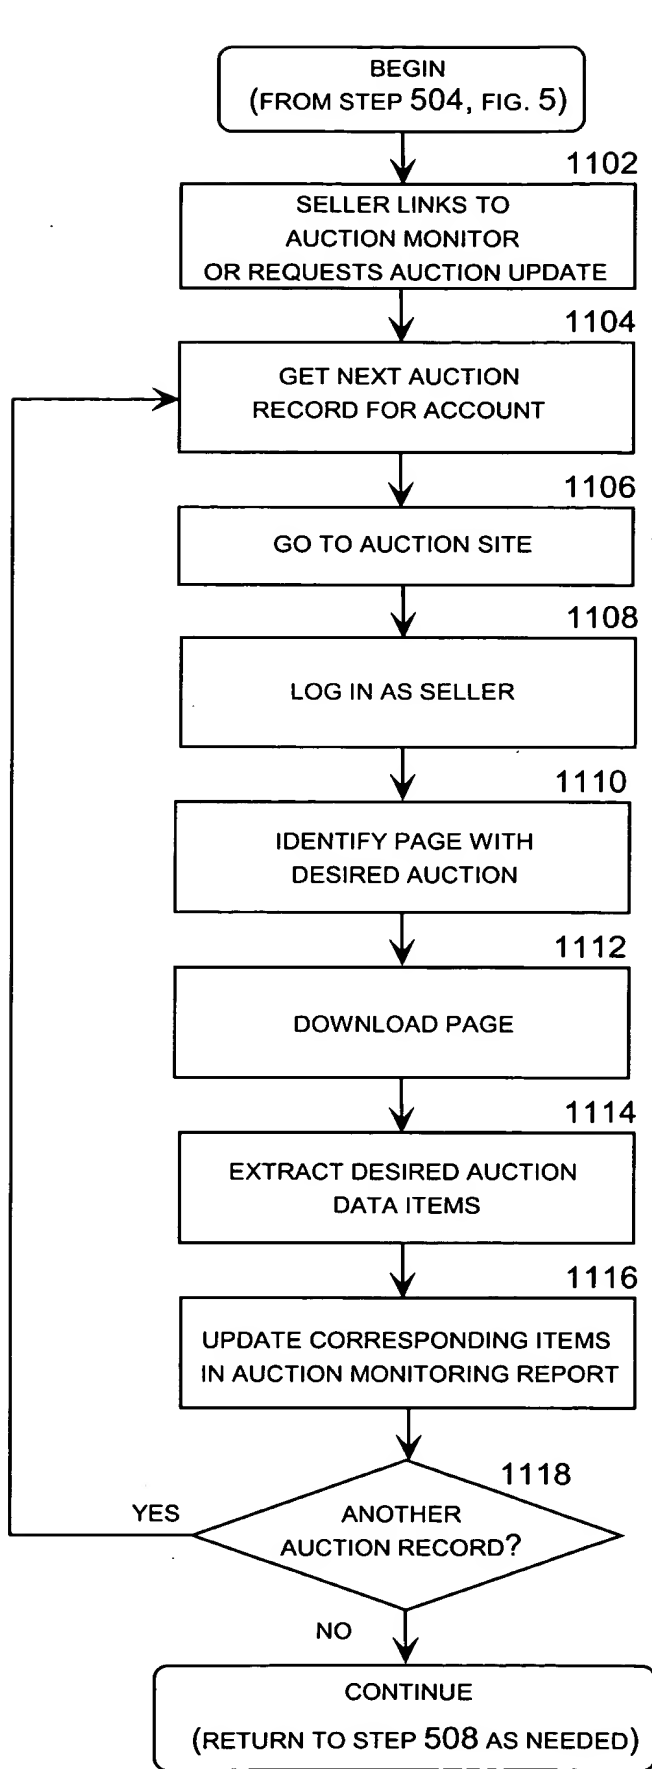 BEGIN
(FROM STEP 504, FIG. 5)
1102
SELLER LINKS TO
AUCTION MONITOR
OR REQUESTS AUCTION UPDATE
1104
GET NEXT AUCTION
RECORD FOR ACCOUNT
1106
GO TO AUCTION SITE
1108
LOG IN AS SELLER
1110
IDENTIFY PAGE WITH
DESIRED AUCTION
1112
DOWNLOAD PAGE
1114
EXTRACT DESIRED AUCTION
DATA ITEMS
1116
UPDATE CORRESPONDING ITEMS
IN AUCTION MONITORING REPORT
1118
YES
ANOTHER
AUCTION RECORD?
NO
CONTINUE
(RETURN TO STEP 508 AS NEEDED)